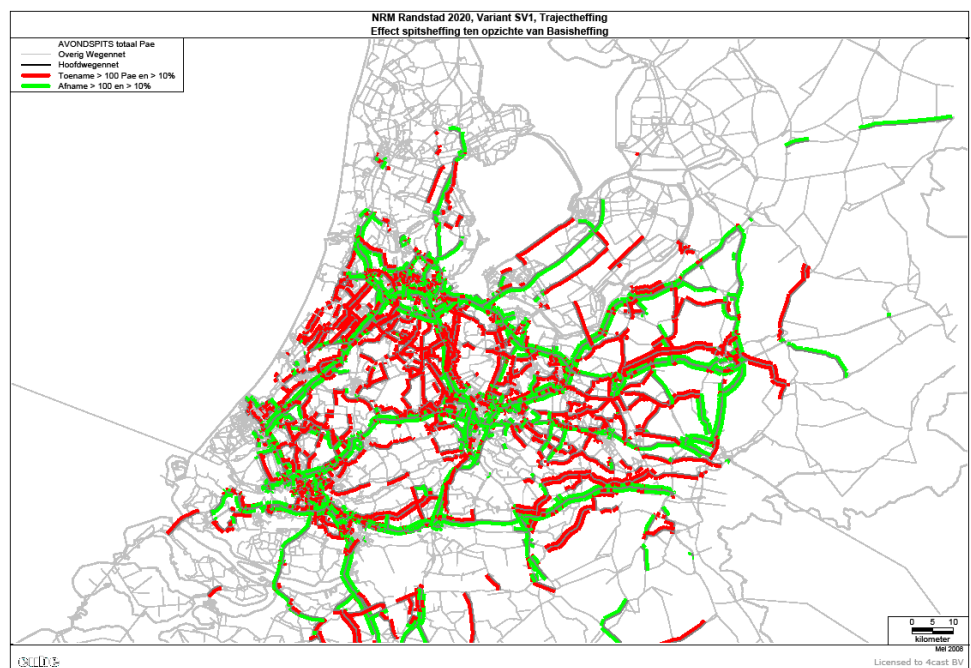 NRM Randstad 2020, Variant SV1, Trajectheffing
Effect spitsheffing ten opzichte van Basisheffing
AVONDSPITS totaal Pae
Overig Wegennet
Hoofdwegennet
Toename > 100 Pae en > 10%
Afname > 100 en > 10%
0 5 10
kilometer
Mei 2008
cube
Licensed to 4cast BV